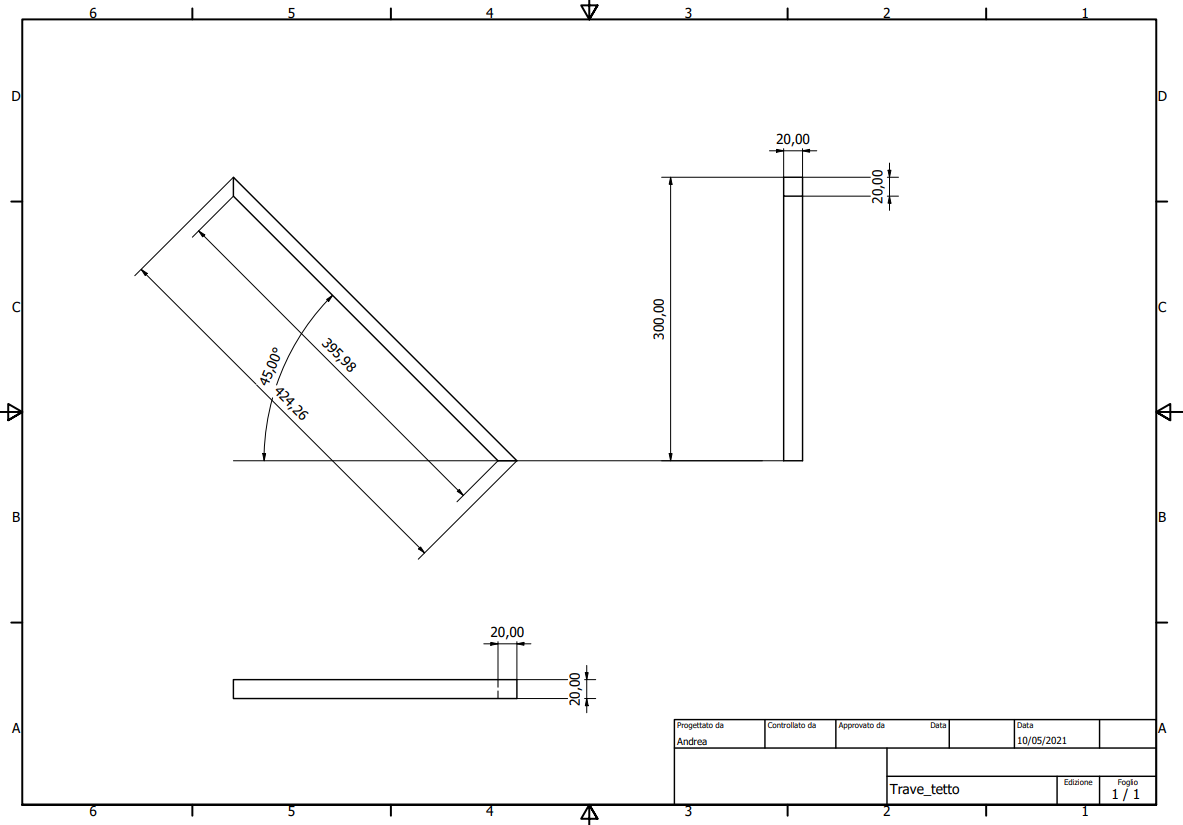 6 5 4 3 2 1
D D
20,00
20,00
C C
300,00
395,98
45,00°
424,26
B B
20,00
20,00
A A
Progettato da Controllato da Approvato da Data Data
Andrea 10/05/2021
Edizione Foglio
Trave_tetto 1 / 1
6 5 4 3 2 1